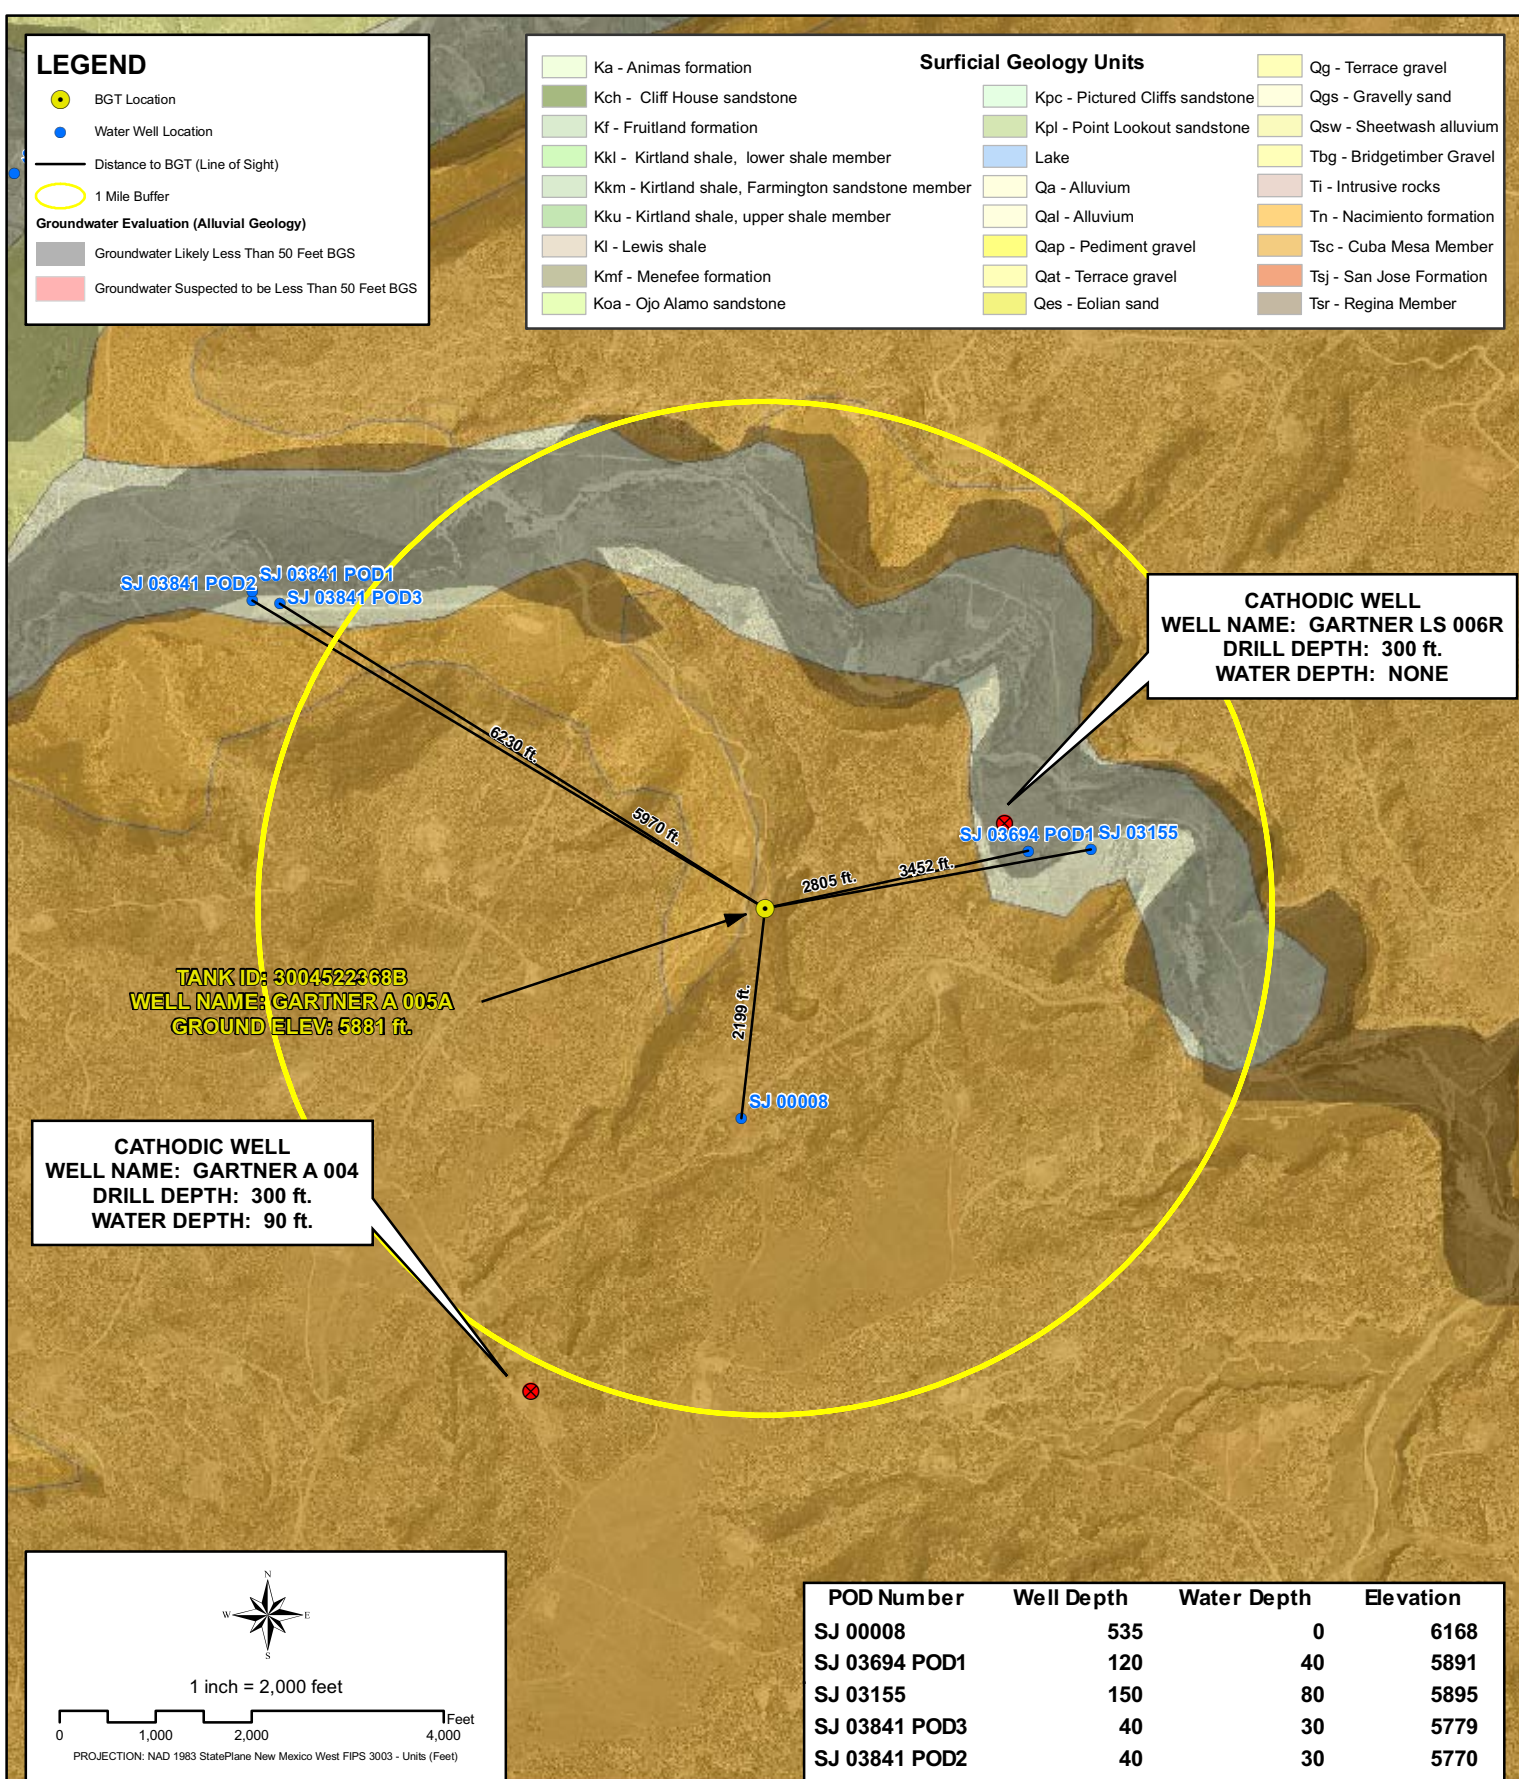 LEGEND
BGT Location
Water Well Location
Distance to BGT (Line of Sight)
1 Mile Buffer
Groundwater Evaluation (Alluvial Geology)
Groundwater Likely Less Than 50 Feet BGS
Groundwater Suspected to be Less Than 50 Feet BGS
Surficial Geology Units
Ka - Animas formation
Kch - Cliff House sandstone
Kf - Fruitland formation
Kkl - Kirtland shale, lower shale member
Kkm - Kirtland shale, Farmington sandstone member
Kku - Kirtland shale, upper shale member
Kl - Lewis shale
Kmf - Menefee formation
Koa - Ojo Alamo sandstone
Kpc - Pictured Cliffs sandstone
Kpl - Point Lookout sandstone
Lake
Qa - Alluvium
Qal - Alluvium
Qap - Pediment gravel
Qat - Terrace gravel
Qes - Eolian sand
Qg - Terrace gravel
Qgs - Gravelly sand
Qsw - Sheetwash alluvium
Tbg - Bridgetimber Gravel
Ti - Intrusive rocks
Tn - Nacimiento formation
Tsc - Cuba Mesa Member
Tsj - San Jose Formation
Tsr - Regina Member
SJ 03841 POD1
SJ 03841 POD2
SJ 03841 POD3
CATHODIC WELL
WELL NAME: GARTNER LS 006R
DRILL DEPTH: 300 ft.
WATER DEPTH: NONE
6230 ft.
5970 ft.
SJ 03694 POD1
SJ 03155
2805 ft.
3452 ft.
TANK ID: 3004522368B
WELL NAME: GARTNER A 005A
GROUND ELEV: 5881 ft.
2199 ft.
SJ 00008
CATHODIC WELL
WELL NAME: GARTNER A 004
DRILL DEPTH: 300 ft.
WATER DEPTH: 90 ft.
N
W E
S
1 inch = 2,000 feet
Feet
0 1,000 2,000 4,000
PROJECTION: NAD 1983 StatePlane New Mexico West FIPS 3003 - Units (Feet)
POD Number Well Depth Water Depth Elevation
SJ 00008 535 0 6168
SJ 03694 POD1 120 40 5891
SJ 03155 150 80 5895
SJ 03841 POD3 40 30 5779
SJ 03841 POD2 40 30 5770